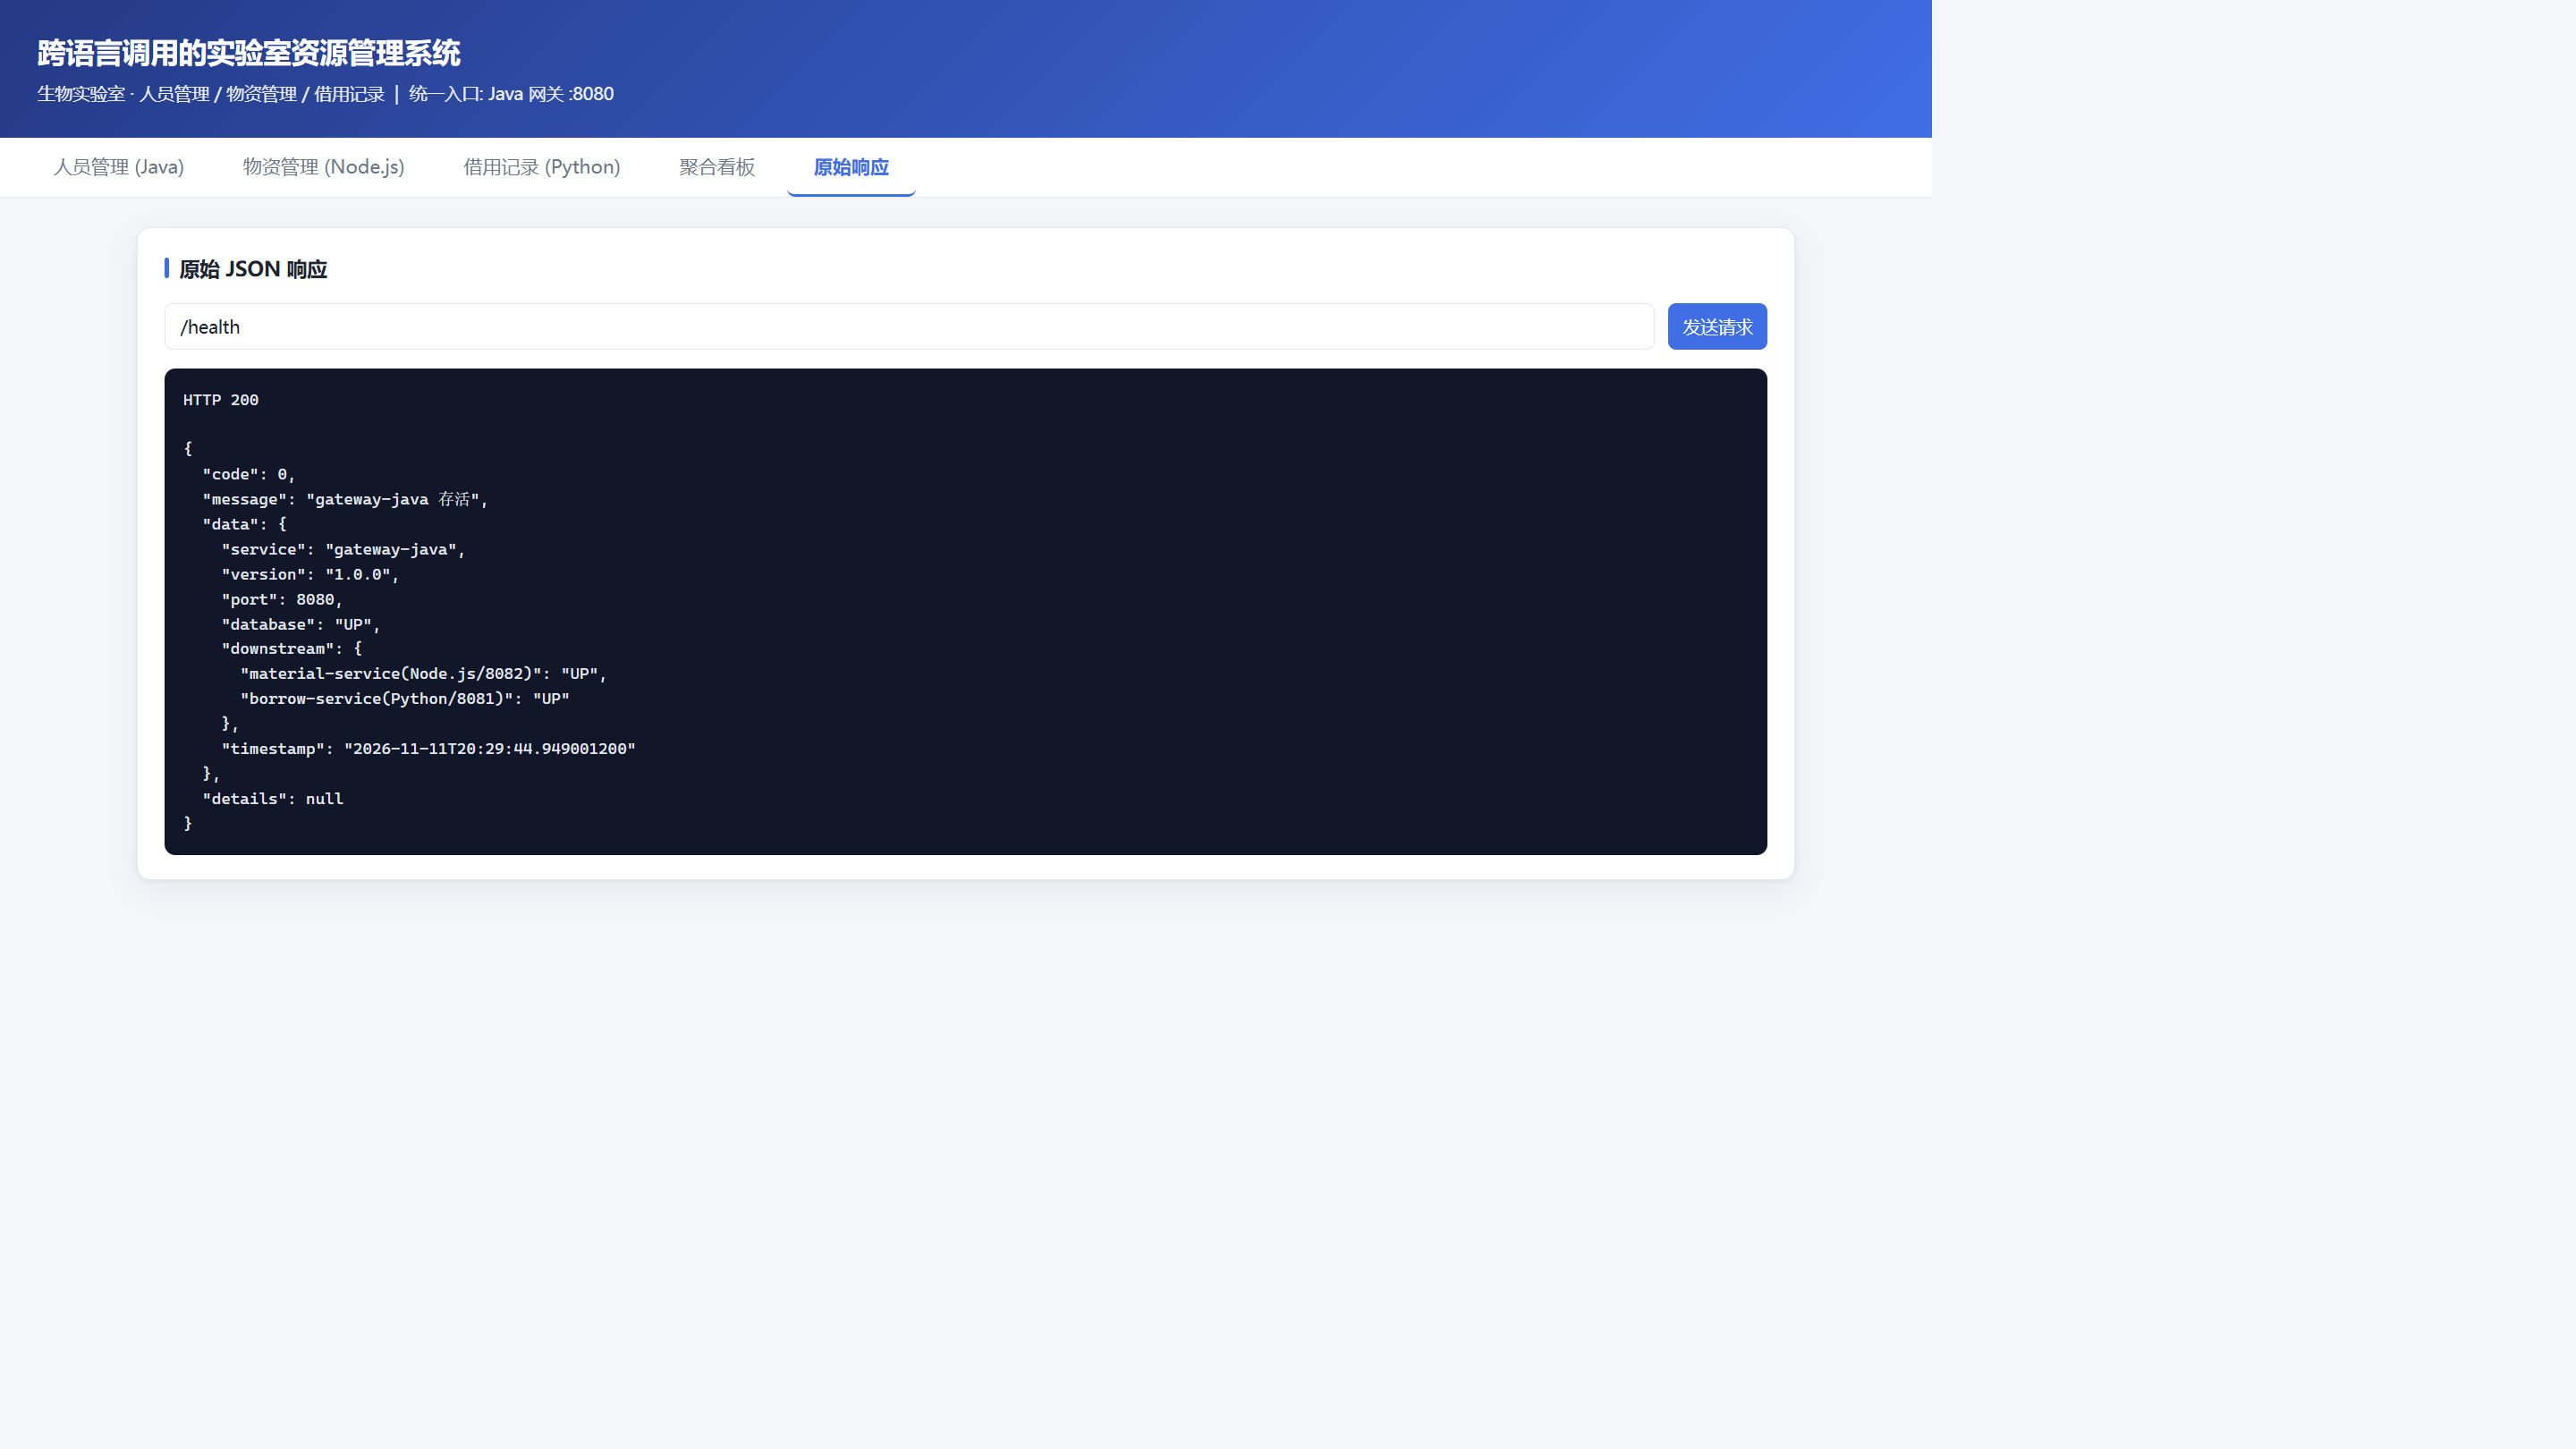 跨语言调用的实验室资源管理系统
生物实验室 · 人员管理 / 物资管理 / 借用记录 | 统一入口: Java 网关 :8080
人员管理 (Java) 物资管理 (Node.js) 借用记录 (Python) 聚合看板 原始响应
原始 JSON 响应
/health 发送请求
HTTP 200
{
  "code": 0,
  "message": "gateway-java 存活",
  "data": {
    "service": "gateway-java",
    "version": "1.0.0",
    "port": 8080,
    "database": "UP",
    "downstream": {
      "material-service(Node.js/8082)": "UP",
      "borrow-service(Python/8081)": "UP"
    },
    "timestamp": "2026-11-11T20:29:44.949001200"
  },
  "details": null
}